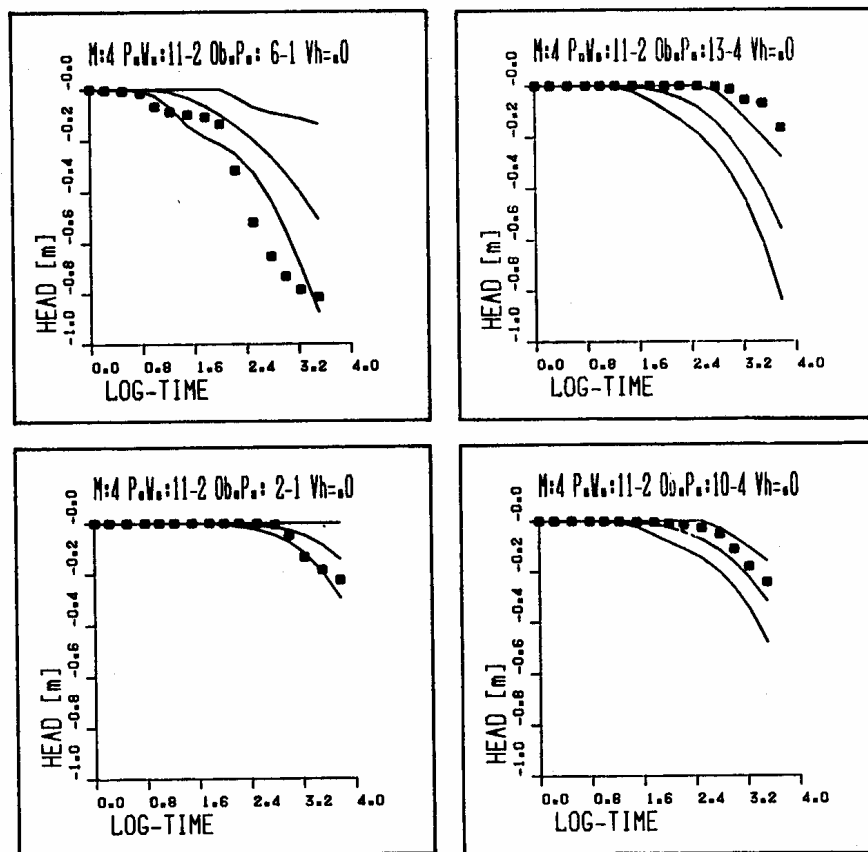 M:4 P.W.:11-2 Ob.P.: 6-1 Vh=.0
-0.0
-0.2
-0.4
-0.6
-0.8
-1.0
HEAD [m]
0.0 0.8 1.6 2.4 3.2 4.0
LOG-TIME
M:4 P.W.:11-2 Ob.P.:13-4 Vh=.0
-0.0
-0.2
-0.4
-0.6
-0.8
-1.0
HEAD [m]
0.0 0.8 1.6 2.4 3.2 4.0
LOG-TIME
M:4 P.W.:11-2 Ob.P.: 2-1 Vh=.0
-0.0
-0.2
-0.4
-0.6
-0.8
-1.0
HEAD [m]
0.0 0.8 1.6 2.4 3.2 4.0
LOG-TIME
M:4 P.W.:11-2 Ob.P.:10-4 Vh=.0
-0.0
-0.2
-0.4
-0.6
-0.8
-1.0
HEAD [m]
0.0 0.8 1.6 2.4 3.2 4.0
LOG-TIME